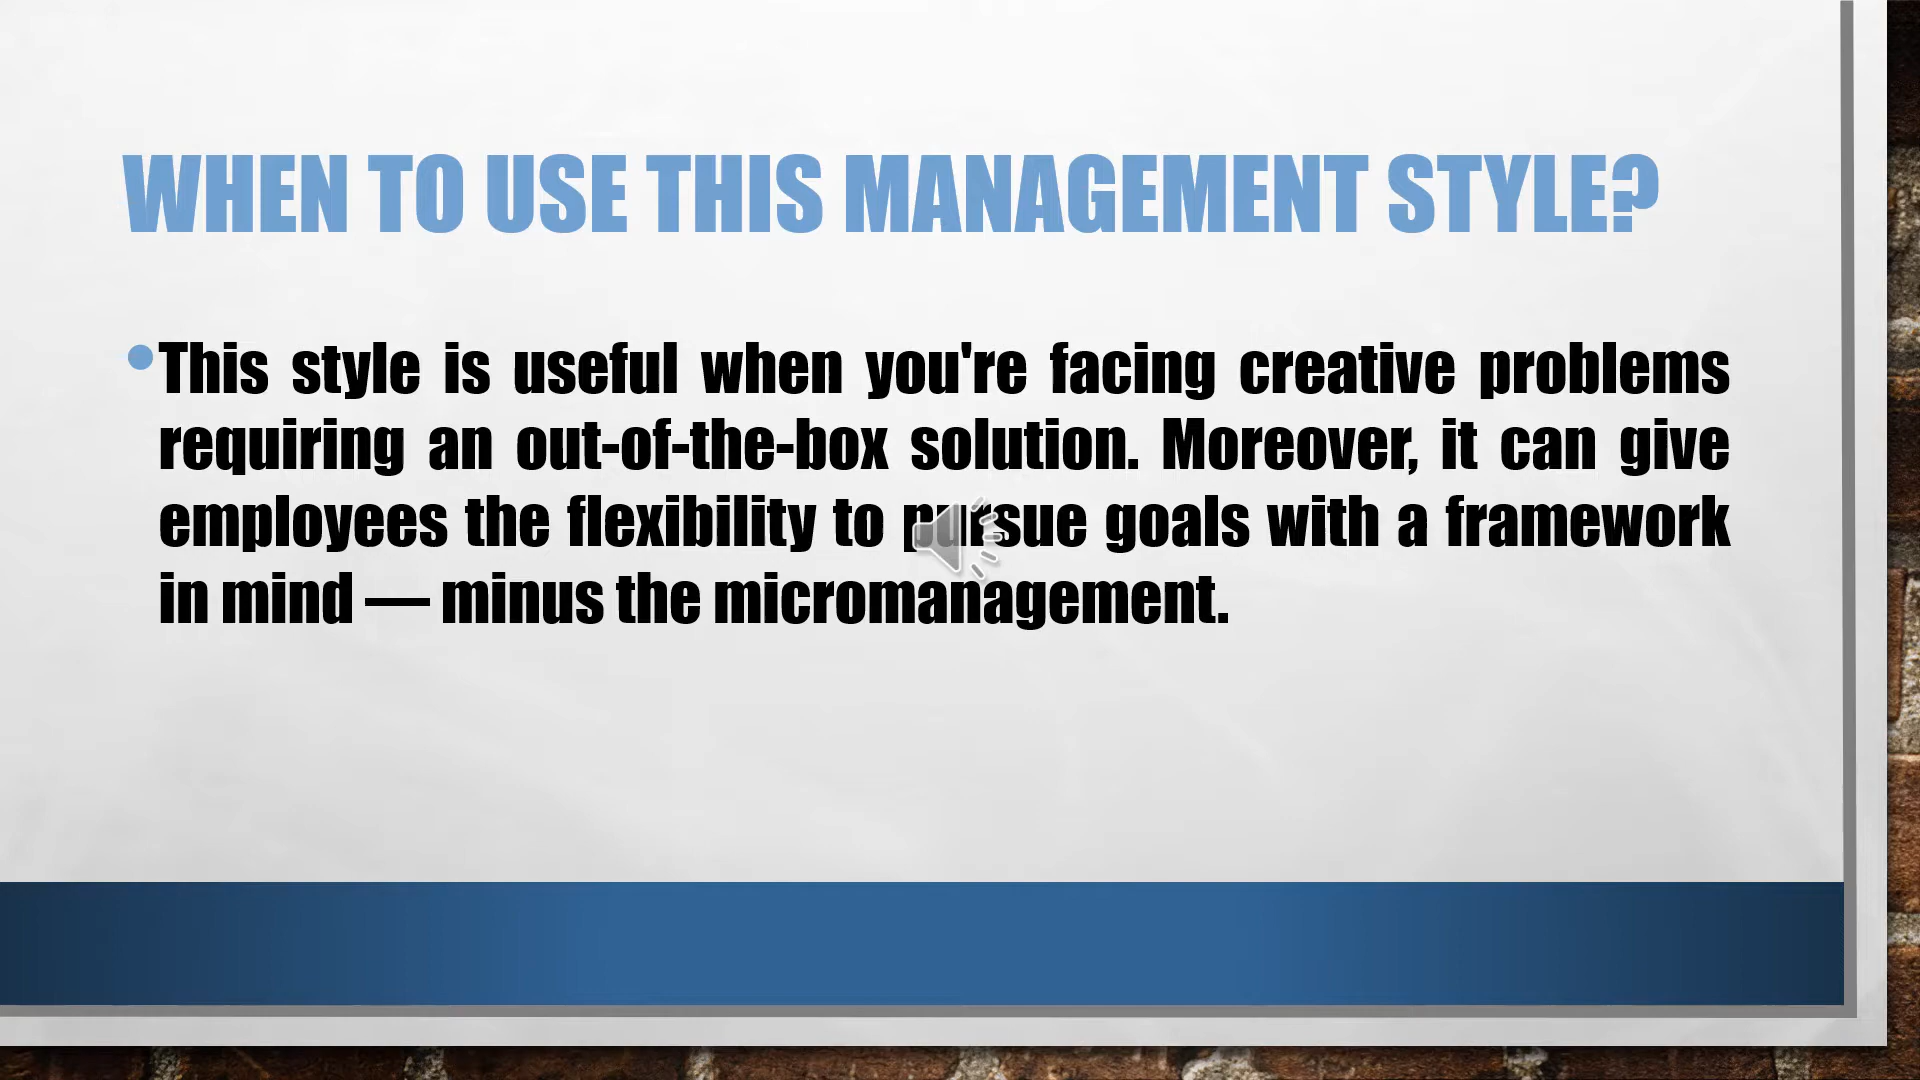 WHEN TO USE THIS MANAGEMENT STYLE?
•This style is useful when you're facing creative problems
requiring an out-of-the-box solution. Moreover, it can give
employees the flexibility to pursue goals with a framework
in mind — minus the micromanagement.